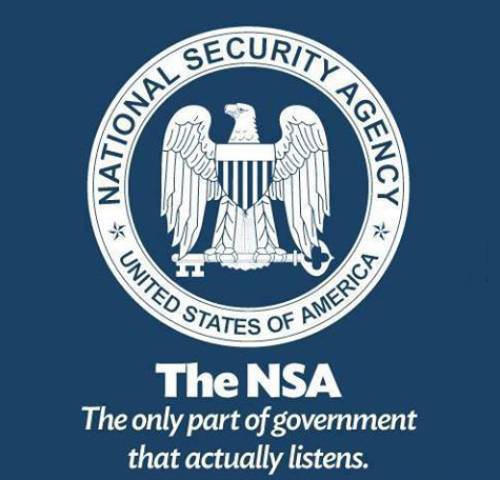 NATIONAL SECURITY AGENCY
UNITED STATES OF AMERICA
The NSA
The only part of government
that actually listens.